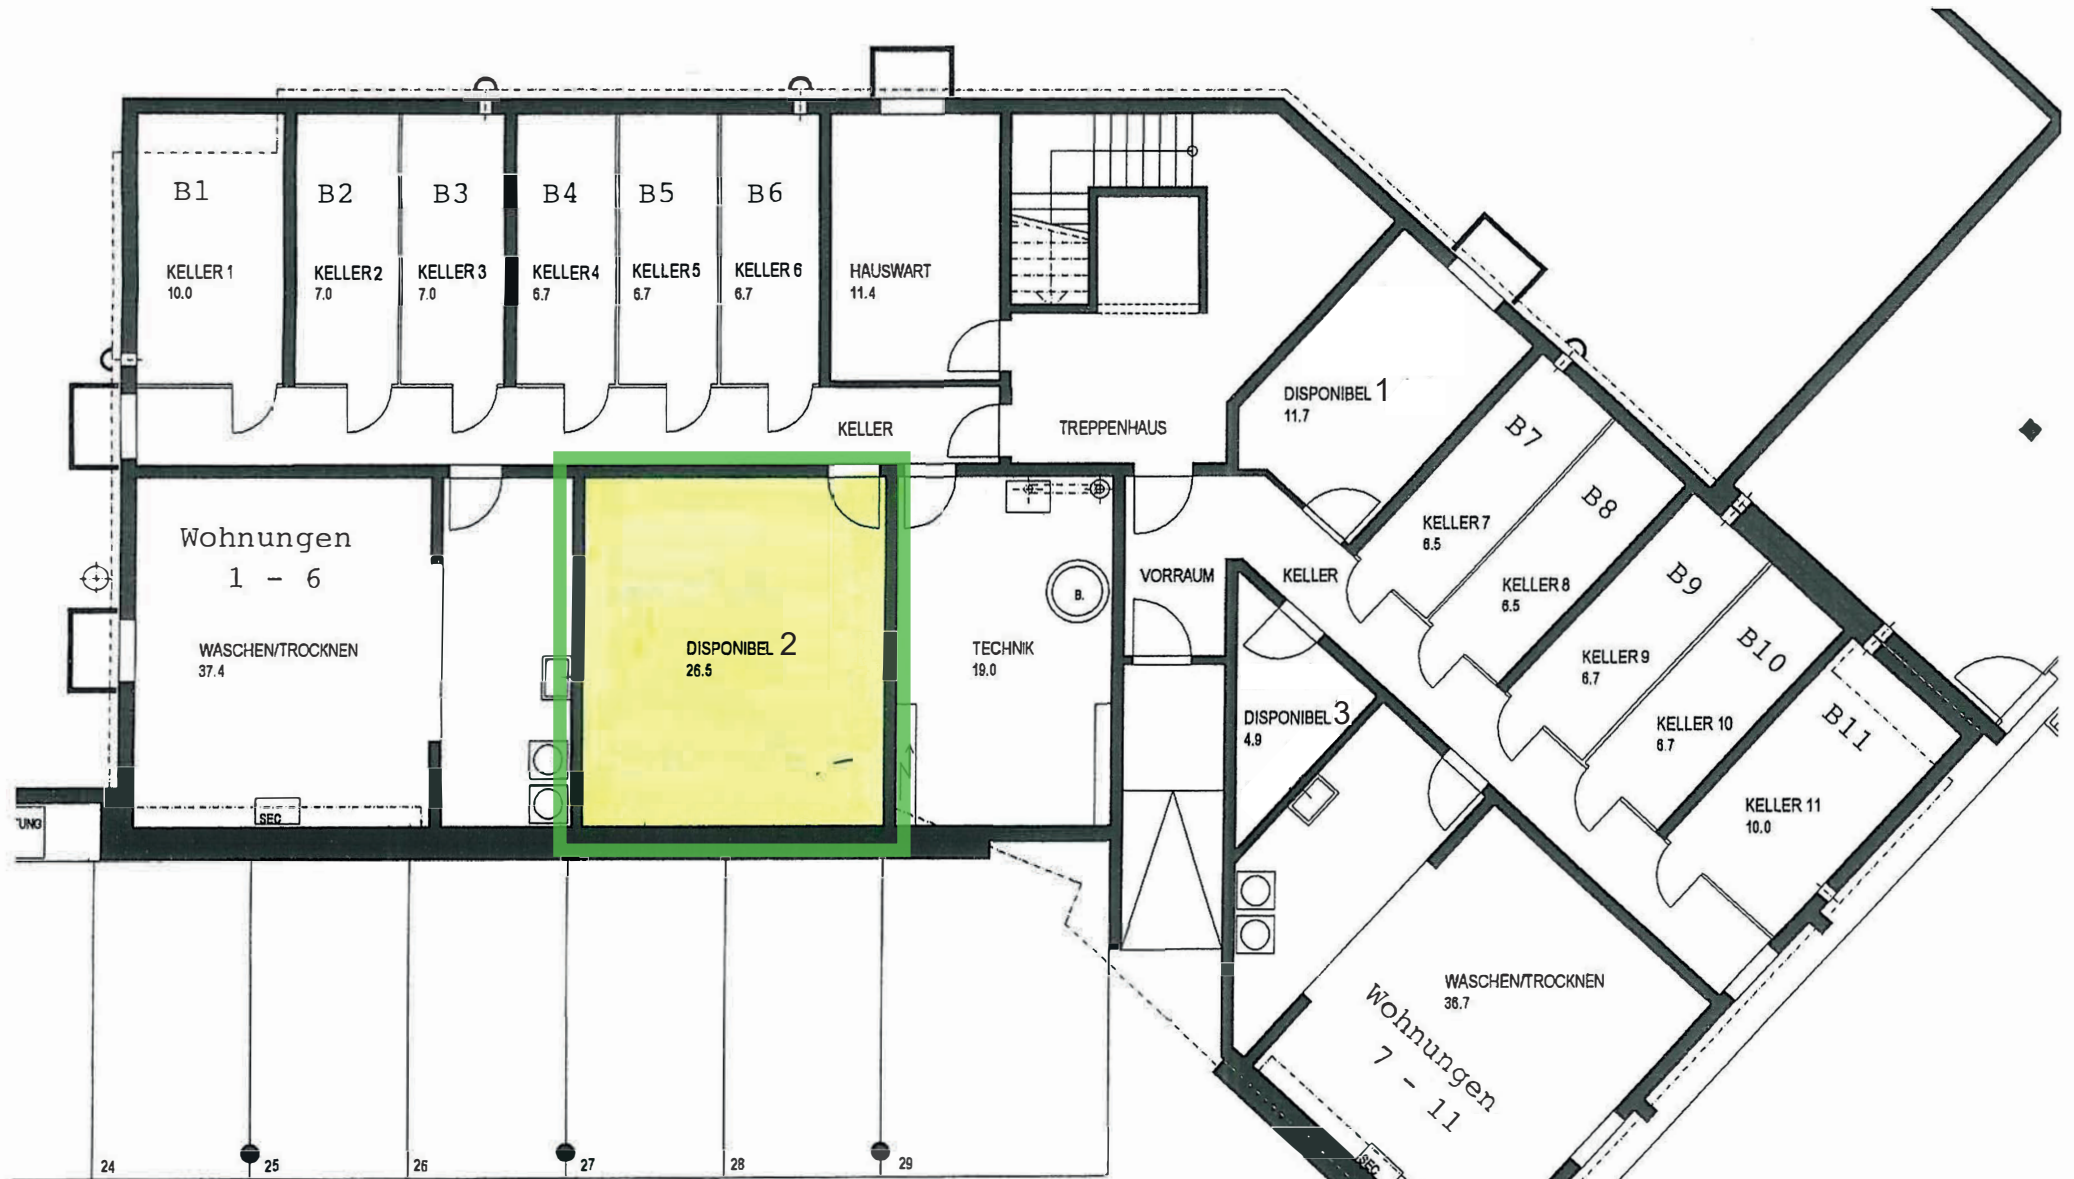 B1
B2
B3
B4
B5
B6
KELLER 1
10.0
KELLER 2
7.0
KELLER 3
7.0
KELLER 4
6.7
KELLER 5
6.7
KELLER 6
6.7
HAUSWART
11.4
KELLER
TREPPENHAUS
DISPONIBEL 1
11.7
B7
KELLER 7
6.5
B8
KELLER 8
6.5
B9
KELLER 9
6.7
B10
KELLER 10
6.7
B11
KELLER 11
10.0
Wohnungen
1 - 6
WASCHEN/TROCKNEN
37.4
SEC
DISPONIBEL 2
26.5
TECHNIK
19.0
B.
VORRAUM
KELLER
DISPONIBEL 3
4.9
WASCHEN/TROCKNEN
36.7
Wohnungen
7 - 11
SEC
TUNG
24
25
26
27
28
29